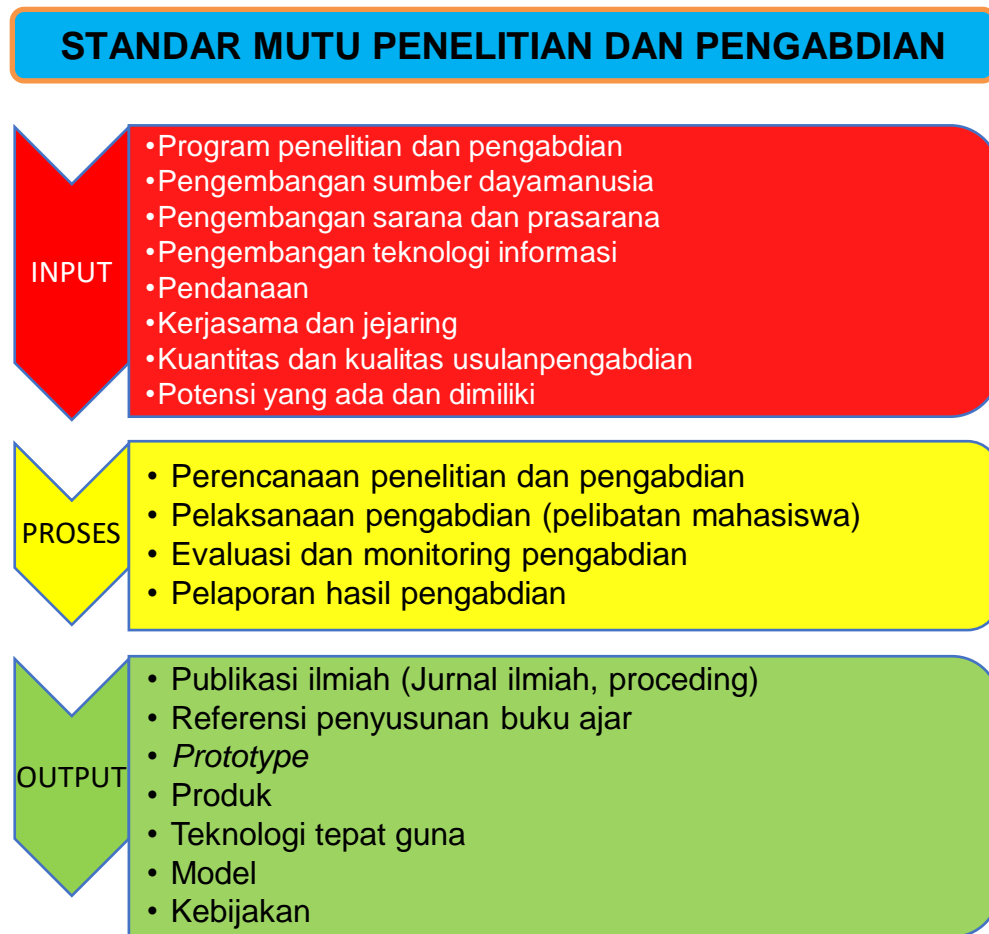 STANDAR MUTU PENELITIAN DAN PENGABDIAN
INPUT
•Program penelitian dan pengabdian
•Pengembangan sumber dayamanusia
•Pengembangan sarana dan prasarana
•Pengembangan teknologi informasi
•Pendanaan
•Kerjasama dan jejaring
•Kuantitas dan kualitas usulanpengabdian
•Potensi yang ada dan dimiliki
PROSES
• Perencanaan penelitian dan pengabdian
• Pelaksanaan pengabdian (pelibatan mahasiswa)
• Evaluasi dan monitoring pengabdian
• Pelaporan hasil pengabdian
OUTPUT
• Publikasi ilmiah (Jurnal ilmiah, proceding)
• Referensi penyusunan buku ajar
• Prototype
• Produk
• Teknologi tepat guna
• Model
• Kebijakan